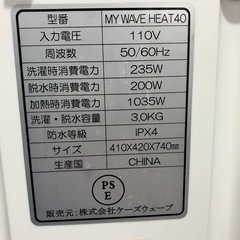 型番 MY WAVE HEAT40
入力電圧 110V
周波数 50/60Hz
洗濯時消費電力 235W
脱水時消費電力 200W
加熱時消費電力 1035W
洗濯・脱水容量 3.0KG
防水等級 IPX4
サイズ 410X420X740mm
生産国 CHINA
PS
E
販売元：株式会社ケーズウェーブ